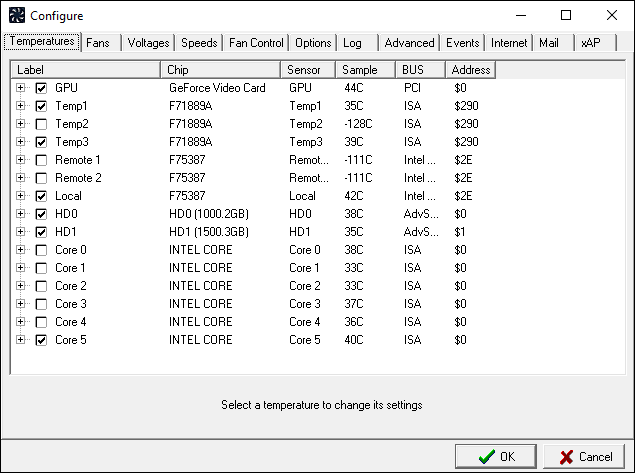 Configure
Temperatures Fans Voltages Speeds Fan Control Options Log Advanced Events Internet Mail xAP
Label Chip Sensor Sample BUS Address
GPU GeForce Video Card GPU 44C PCI $0
Temp1 F71889A Temp1 35C ISA $290
Temp2 F71889A Temp2 -128C ISA $290
Temp3 F71889A Temp3 39C ISA $290
Remote 1 F75387 Remot... -111C Intel ... $2E
Remote 2 F75387 Remot... -111C Intel ... $2E
Local F75387 Local 42C Intel ... $2E
HD0 HD0 (1000.2GB) HD0 38C AdvS... $0
HD1 HD1 (1500.3GB) HD1 35C AdvS... $1
Core 0 INTEL CORE Core 0 38C ISA $0
Core 1 INTEL CORE Core 1 33C ISA $0
Core 2 INTEL CORE Core 2 33C ISA $0
Core 3 INTEL CORE Core 3 37C ISA $0
Core 4 INTEL CORE Core 4 36C ISA $0
Core 5 INTEL CORE Core 5 40C ISA $0
Select a temperature to change its settings
OK Cancel